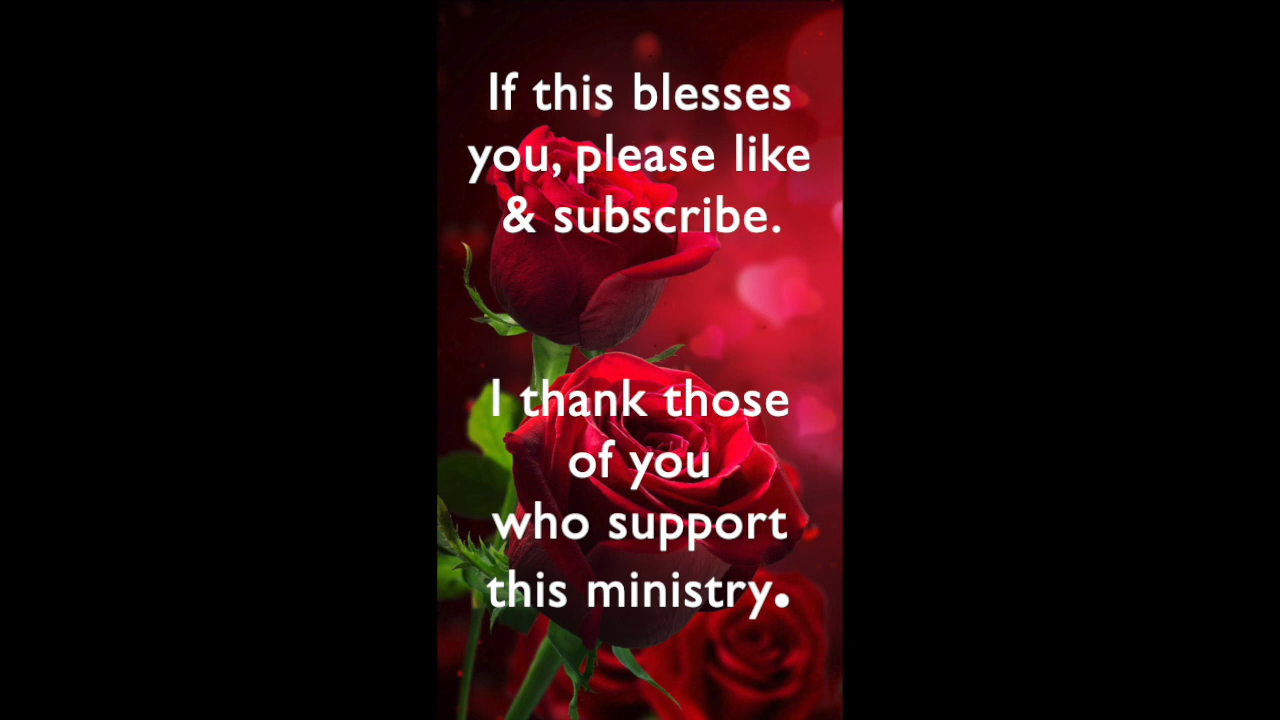 If this blesses
you, please like
& subscribe.
I thank those
of you
who support
this ministry.